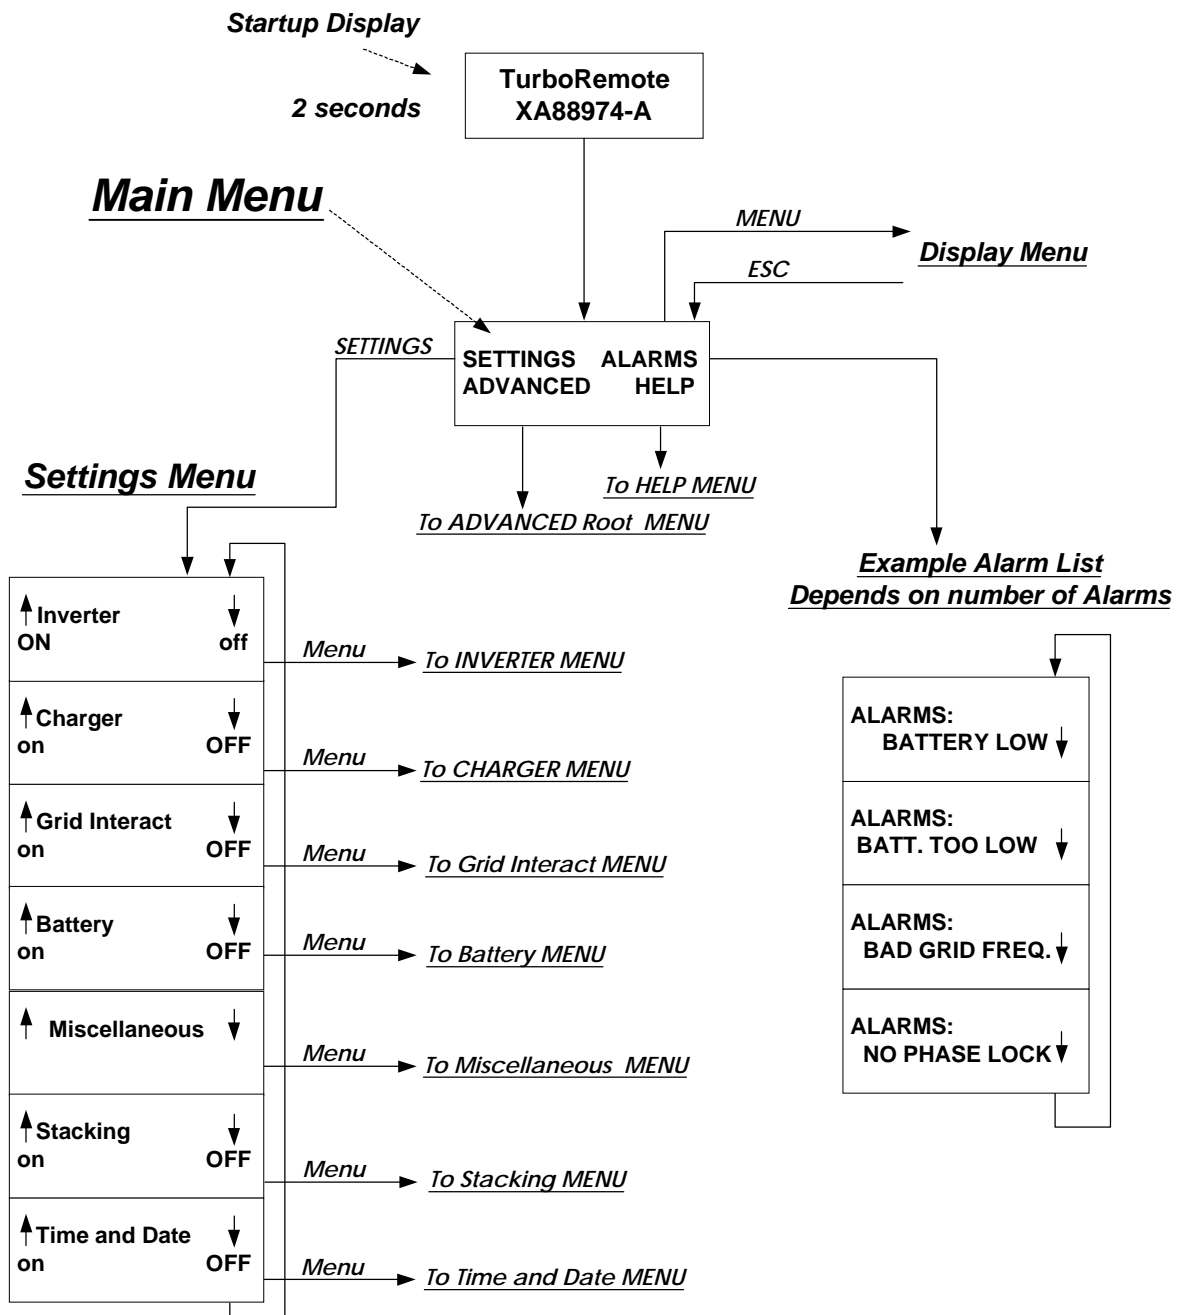 Startup Display
2 seconds
TurboRemote
XA88974-A
Main Menu
MENU
Display Menu
ESC
SETTINGS
SETTINGS ALARMS
ADVANCED HELP
To HELP MENU
To ADVANCED Root MENU
Settings Menu
Inverter
ON off
Menu
To INVERTER MENU
Charger
on OFF
Menu
To CHARGER MENU
Grid Interact
on OFF
Menu
To Grid Interact MENU
Battery
on OFF
Menu
To Battery MENU
Miscellaneous
Menu
To Miscellaneous MENU
Stacking
on OFF
Menu
To Stacking MENU
Time and Date
on OFF
Menu
To Time and Date MENU
Example Alarm List
Depends on number of Alarms
ALARMS:
BATTERY LOW
ALARMS:
BATT. TOO LOW
ALARMS:
BAD GRID FREQ.
ALARMS:
NO PHASE LOCK